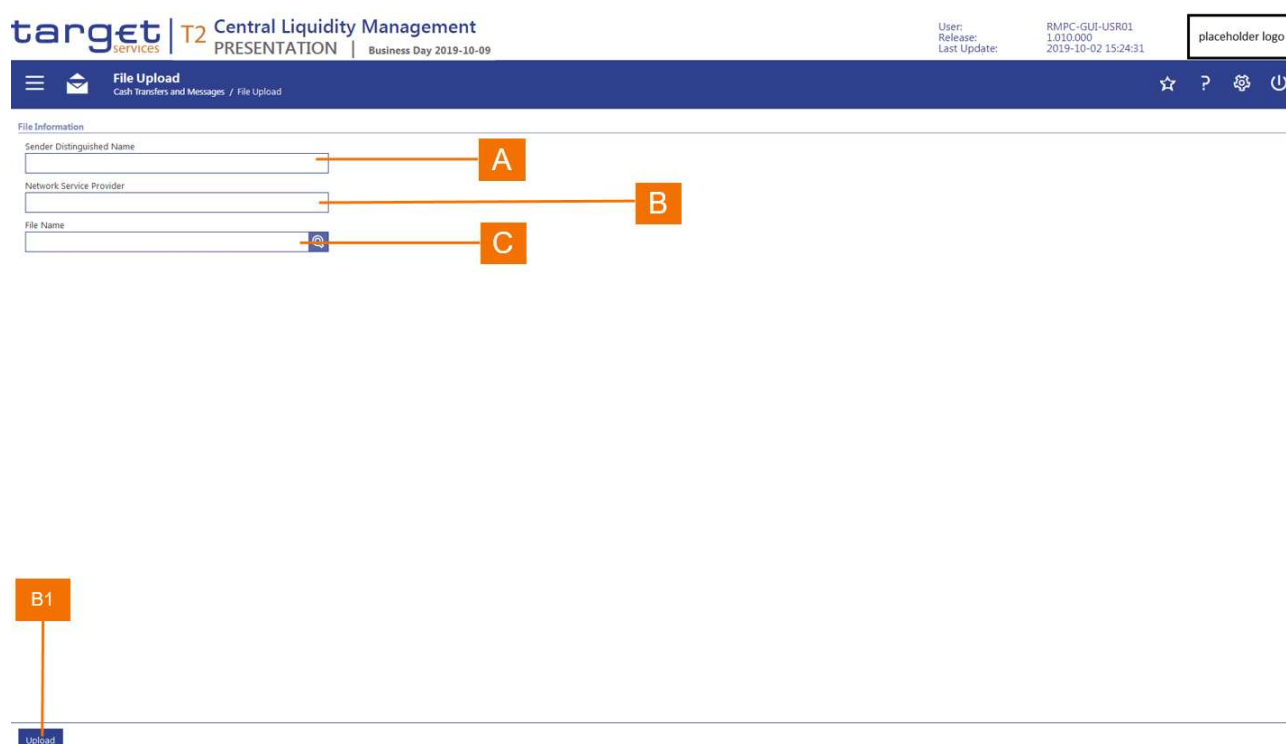 target services | T2 Central Liquidity Management
PRESENTATION | Business Day 2019-10-09
User: RMPC-GUI-USR01
Release: 1.010.000
Last Update: 2019-10-02 15:24:31
placeholder logo
File Upload
Cash Transfers and Messages / File Upload
?
File Information
Sender Distinguished Name
A
Network Service Provider
B
File Name
C
B1
Upload